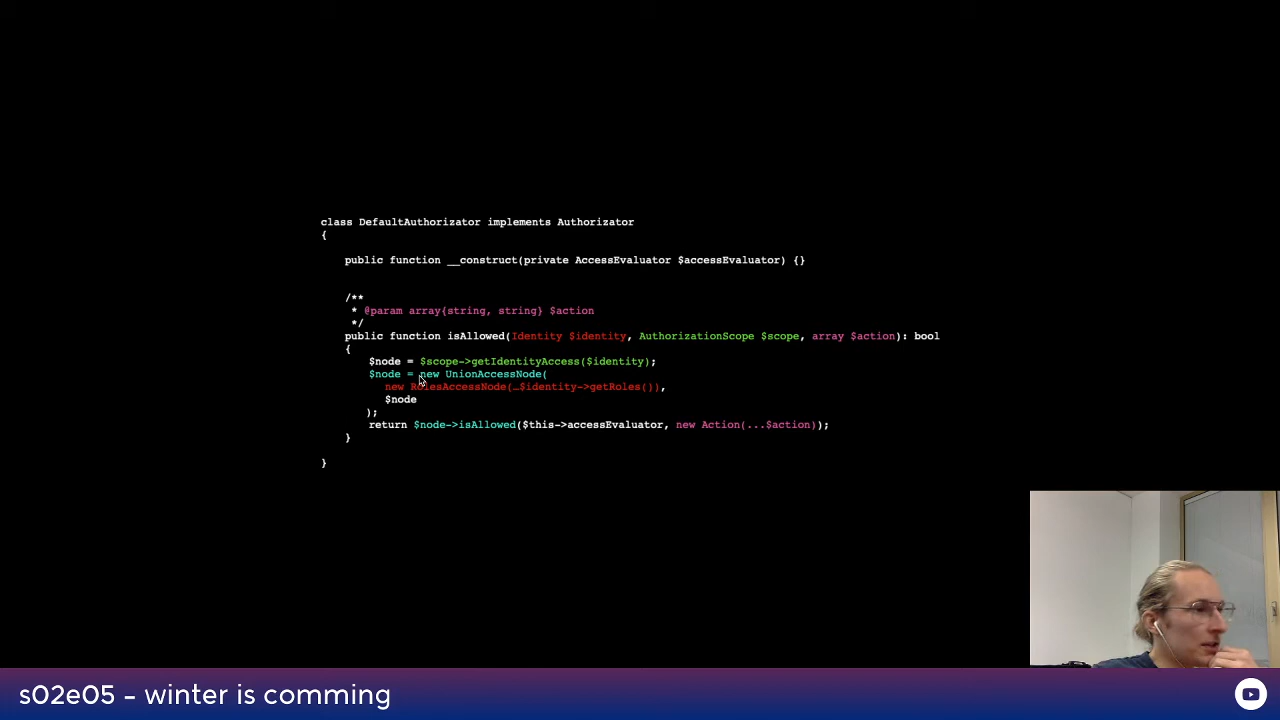 class DefaultAuthorizator implements Authorizator
{
public function __construct(private AccessEvaluator $accessEvaluator) {}
/**
* @param array{string, string} $action
*/
public function isAllowed(Identity $identity, AuthorizationScope $scope, array $action): bool
{
$node = $scope->getIdentityAccess($identity);
$node = new UnionAccessNode(
new RolesAccessNode(…$identity->getRoles()),
$node
);
return $node->isAllowed($this->accessEvaluator, new Action(...$action));
}
}
s02e05 - winter is comming